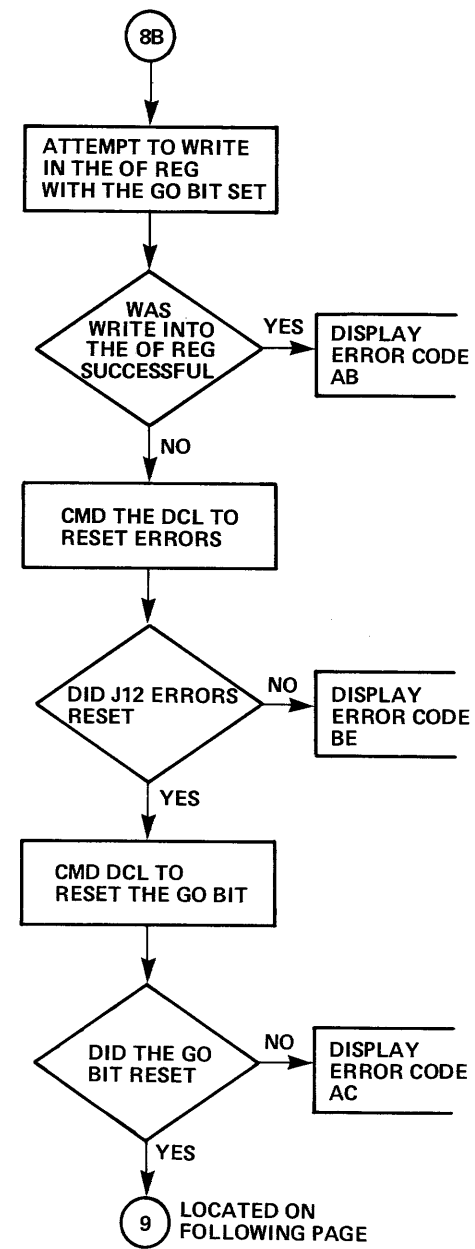 8B
ATTEMPT TO WRITE
IN THE OF REG
WITH THE GO BIT SET
WAS
WRITE INTO
THE OF REG
SUCCESSFUL
YES
DISPLAY
ERROR CODE
AB
NO
CMD THE DCL TO
RESET ERRORS
DID J12 ERRORS
RESET
NO
DISPLAY
ERROR CODE
BE
YES
CMD DCL TO
RESET THE GO BIT
DID THE GO
BIT RESET
NO
DISPLAY
ERROR CODE
AC
YES
9
LOCATED ON
FOLLOWING PAGE